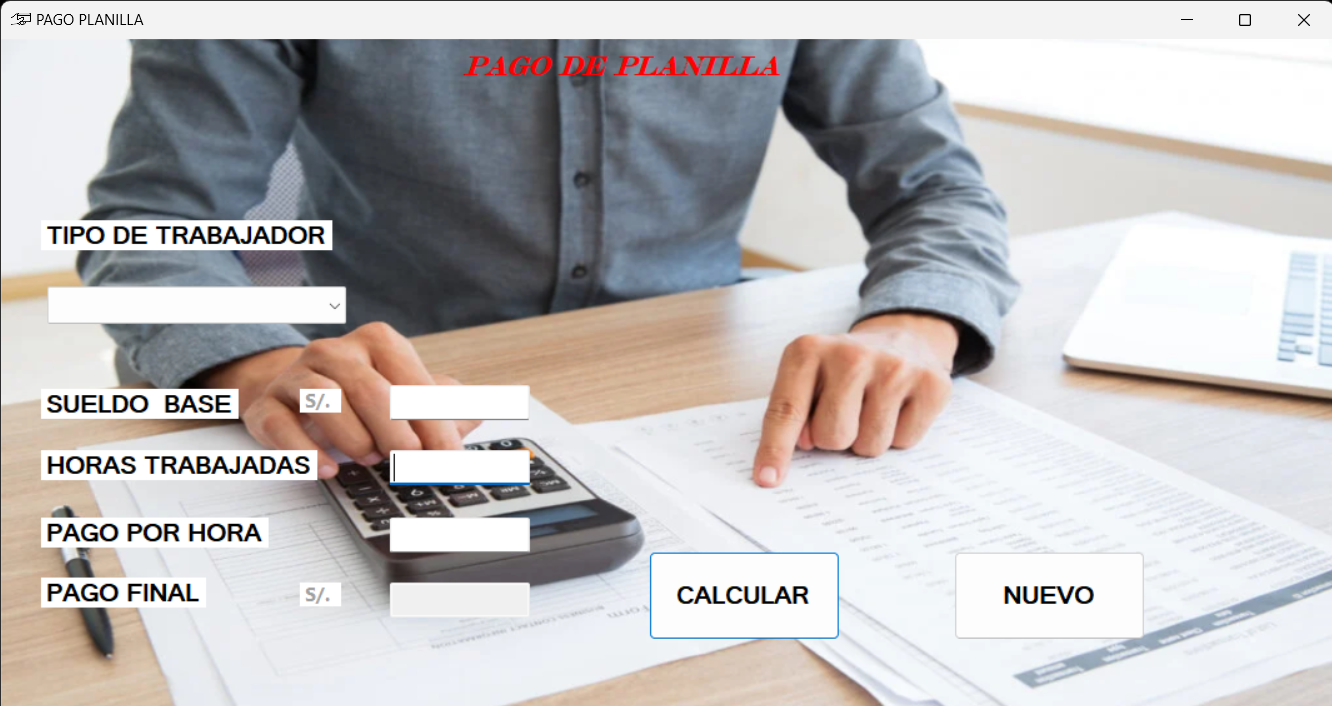 PAGO PLANILLA
PAGO DE PLANILLA
TIPO DE TRABAJADOR
SUELDO BASE S/.
HORAS TRABAJADAS
PAGO POR HORA
PAGO FINAL S/.
CALCULAR NUEVO